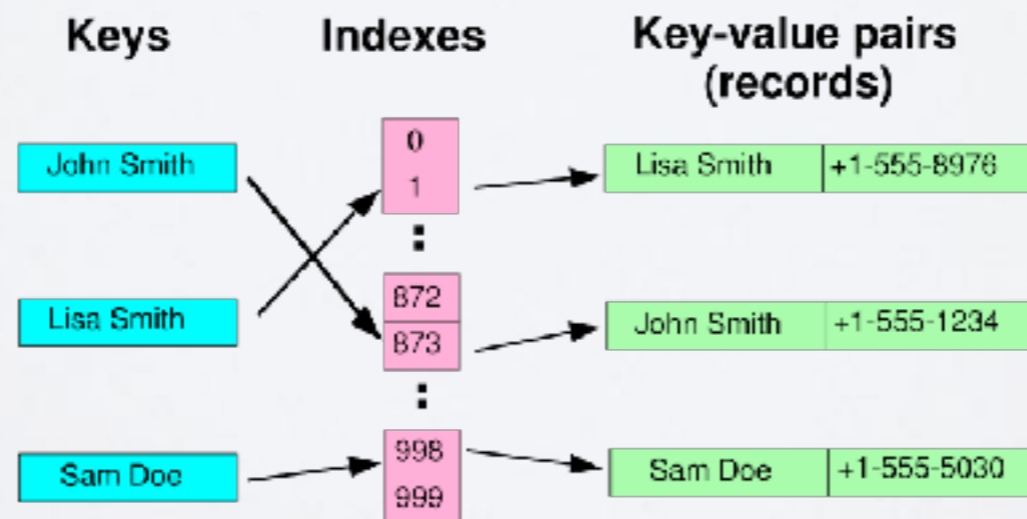 Keys Indexes Key-value pairs
(records)
0
John Smith 1 Lisa Smith +1-555-8976
:
872
Lisa Smith 873 John Smith +1-555-1234
:
998
Sam Doe 999 Sam Doe +1-555-5030